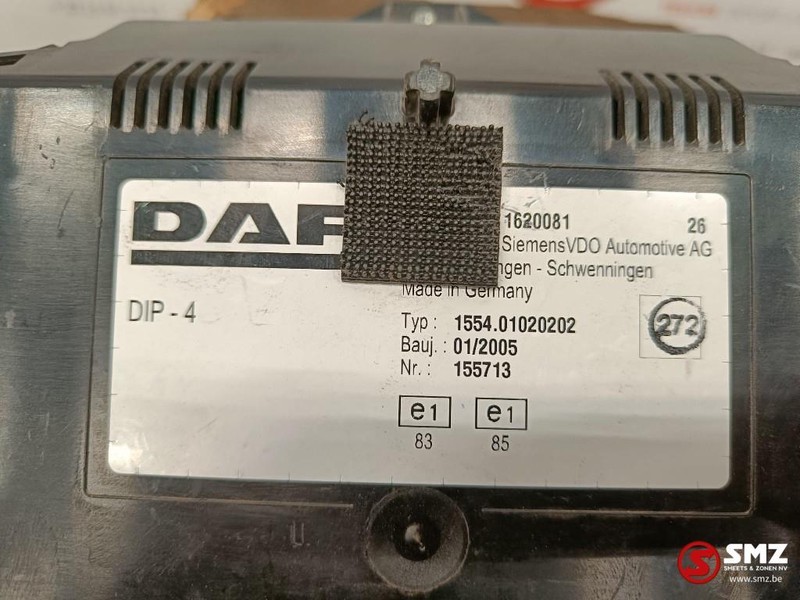 DAF
1620081 26
SiemensVDO Automotive AG
ngen - Schwenningen
Made in Germany
DIP - 4
Typ : 1554.01020202
Bauj. : 01/2005
Nr. : 155713
272
e1 e1
83 85
SMZ
SMEETS & ZONEN NV
www.smz.be